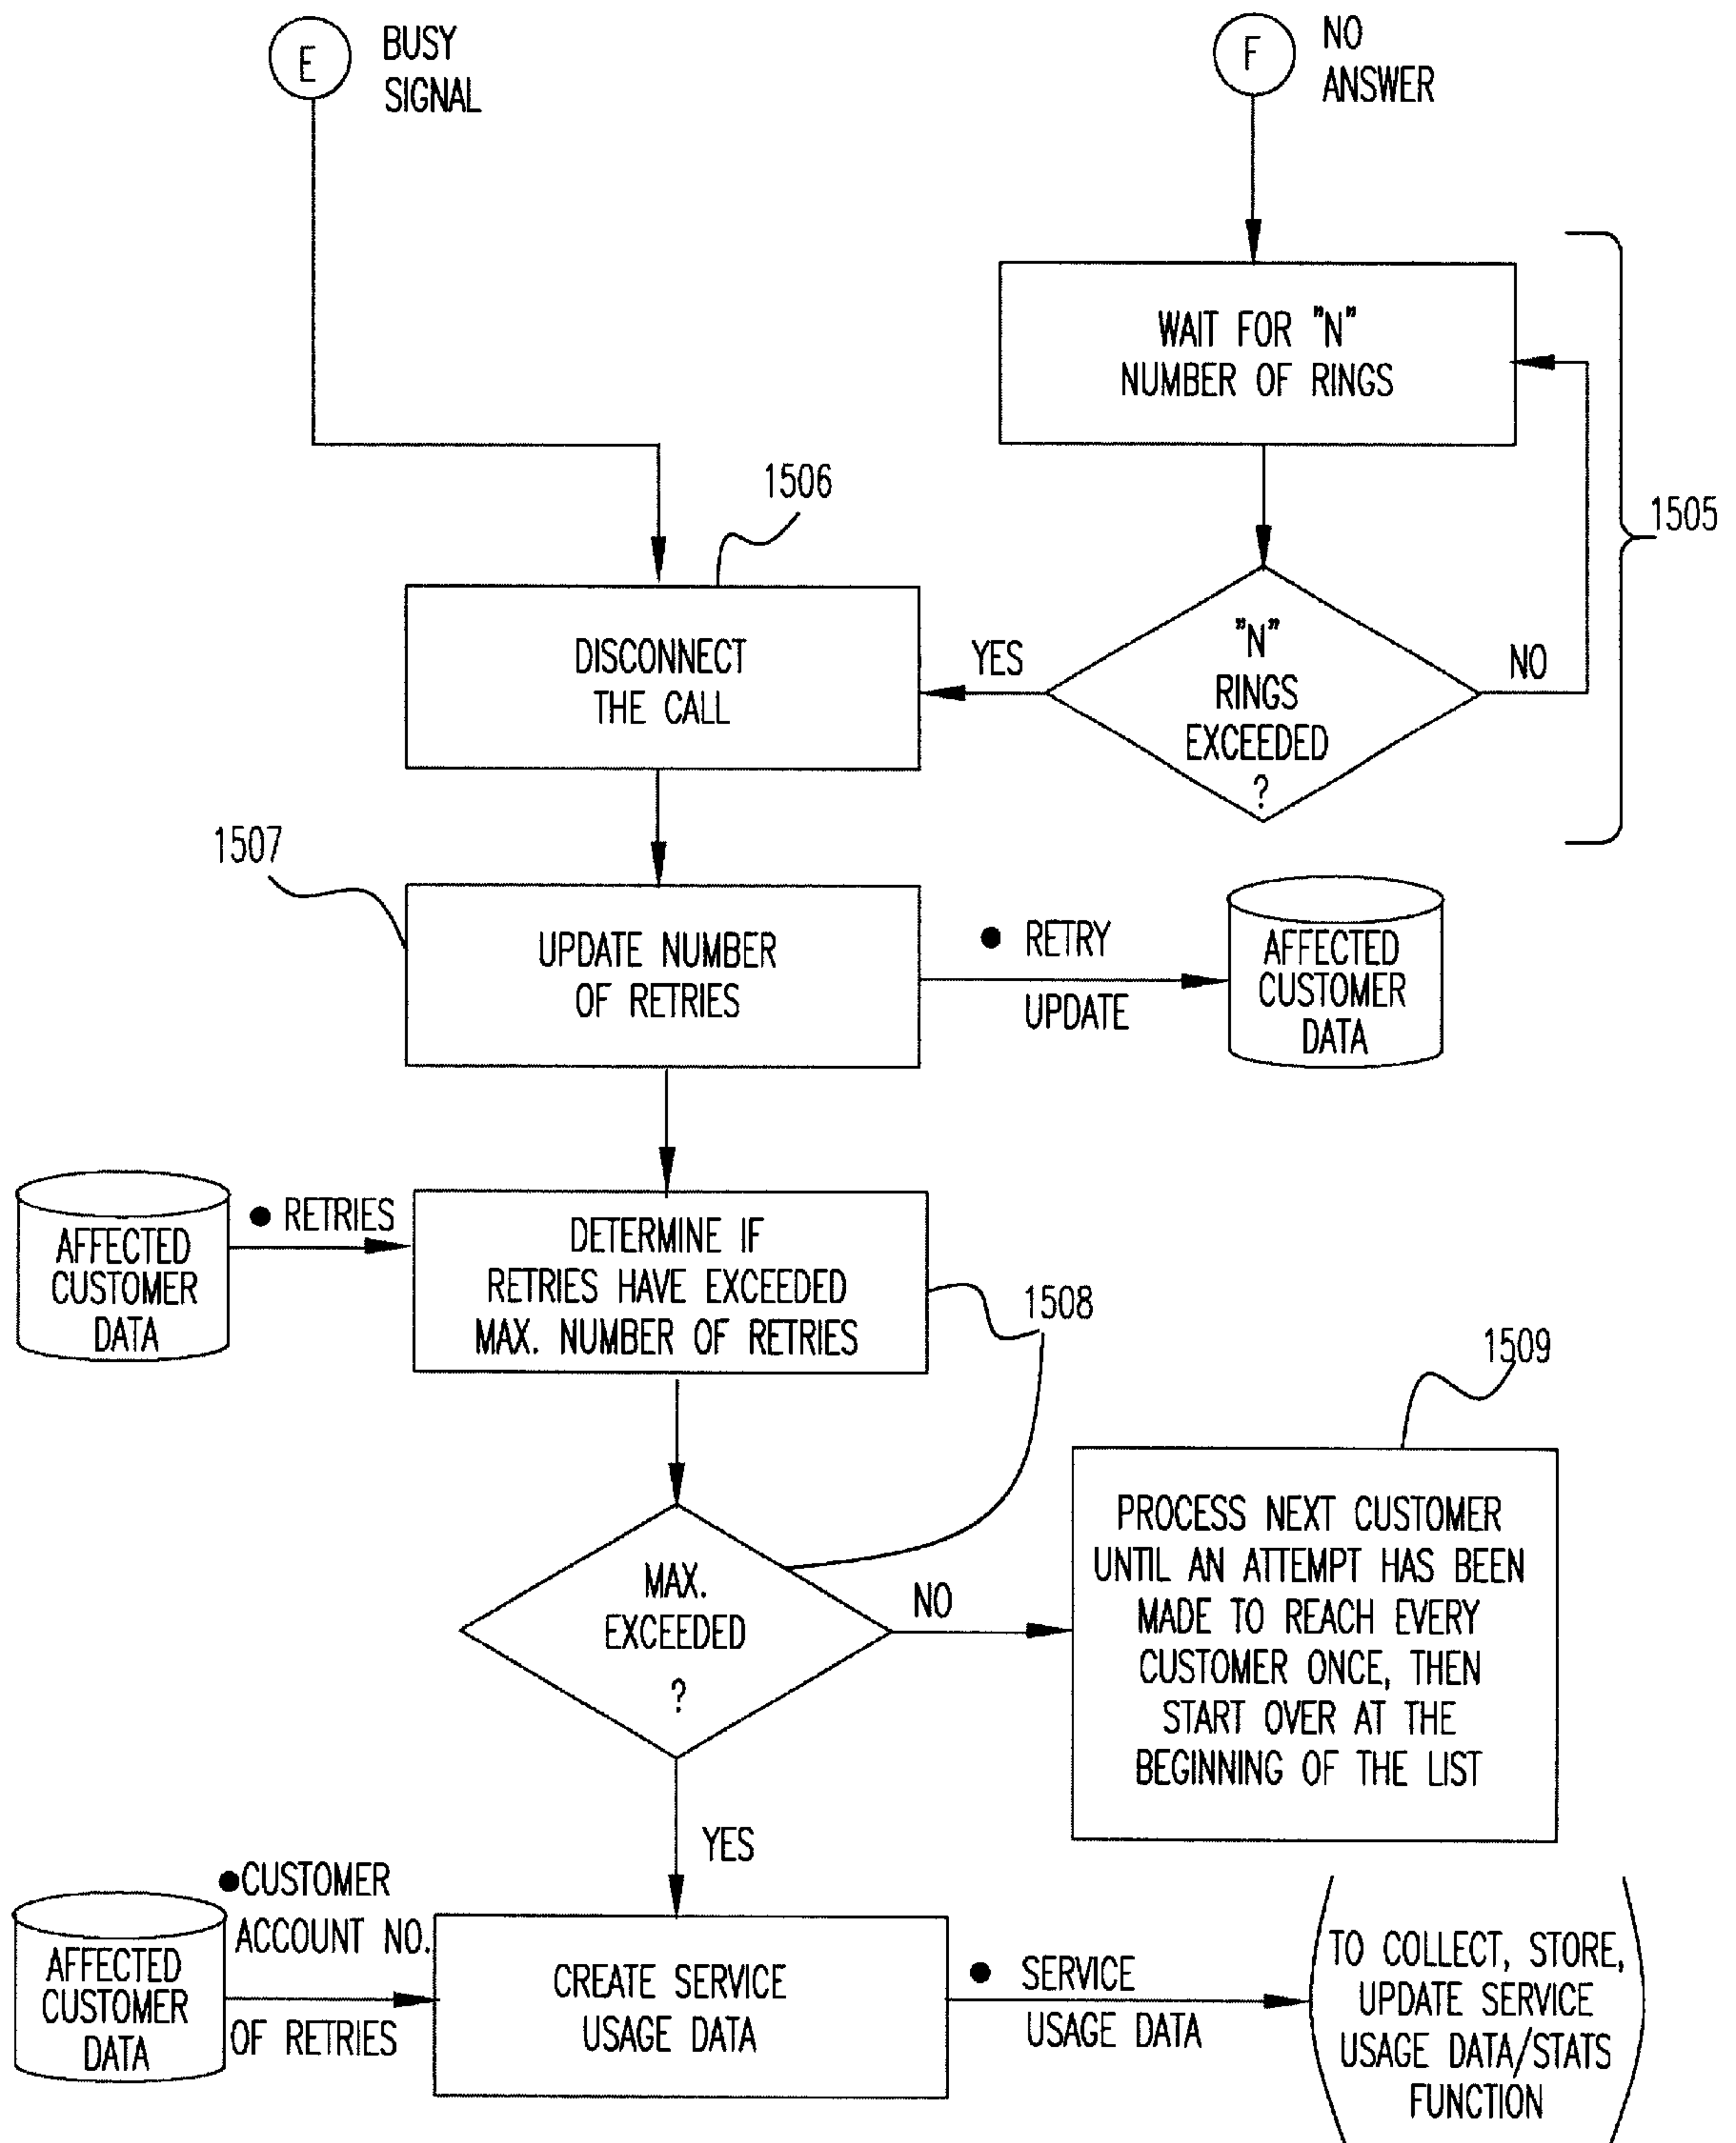 E
BUSY
SIGNAL
F
NO
ANSWER
WAIT FOR "N"
NUMBER OF RINGS
1505
1506
DISCONNECT
THE CALL
YES
"N"
RINGS
EXCEEDED
?
NO
1507
UPDATE NUMBER
OF RETRIES
● RETRY
UPDATE
AFFECTED
CUSTOMER
DATA
AFFECTED
CUSTOMER
DATA
● RETRIES
DETERMINE IF
RETRIES HAVE EXCEEDED
MAX. NUMBER OF RETRIES
1508
1509
MAX.
EXCEEDED
?
NO
PROCESS NEXT CUSTOMER
UNTIL AN ATTEMPT HAS BEEN
MADE TO REACH EVERY
CUSTOMER ONCE, THEN
START OVER AT THE
BEGINNING OF THE LIST
YES
AFFECTED
CUSTOMER
DATA
●CUSTOMER
ACCOUNT NO.
OF RETRIES
CREATE SERVICE
USAGE DATA
● SERVICE
USAGE DATA
TO COLLECT, STORE,
UPDATE SERVICE
USAGE DATA/STATS
FUNCTION